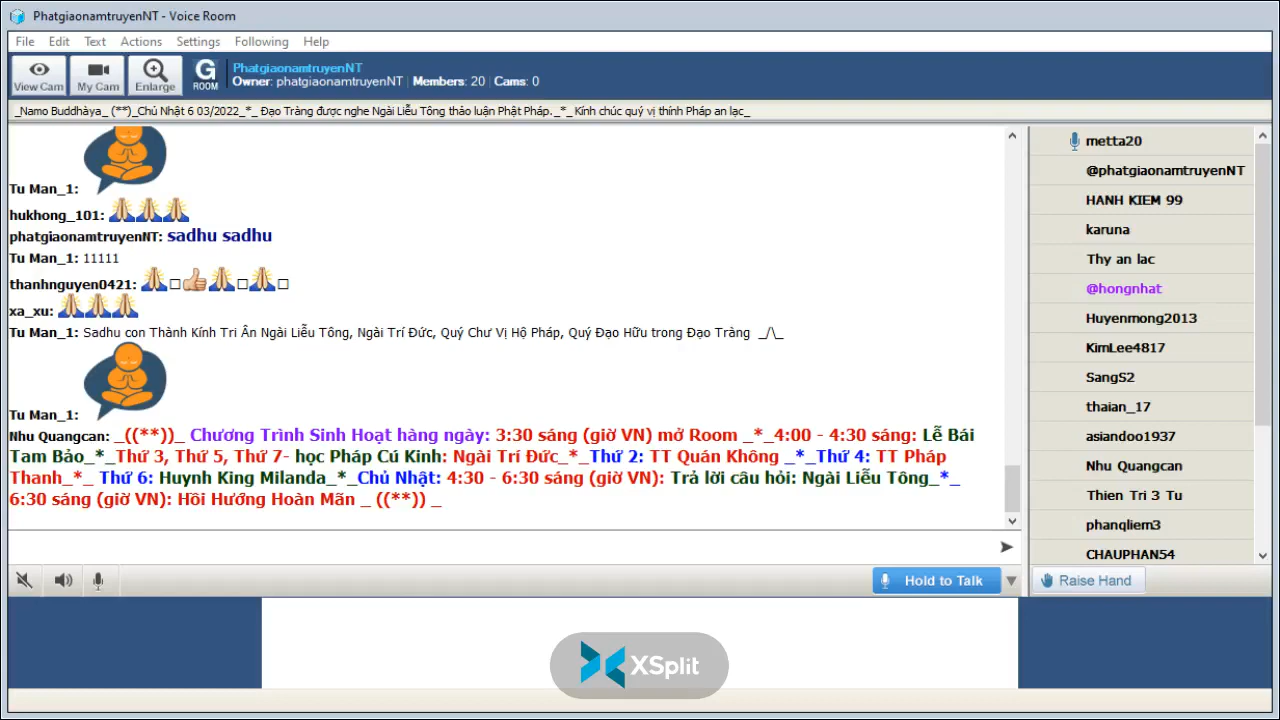 PhatgiaonamtruyenNT - Voice Room
File Edit Text Actions Settings Following Help
View Cam My Cam Enlarge G ROOM
PhatgiaonamtruyenNT
Owner: phatgiaonamtruyenNT Members: 20 Cams: 0
_Namo Buddhàya_ (**)_Chủ Nhật 6 03/2022_*_ Đạo Tràng được nghe Ngài Liễu Tông thảo luận Phật Pháp._*_ Kính chúc quý vị thính Pháp an lạc_
Tu Man_1:
hukhong_101: 🙏🙏🙏
phatgiaonamtruyenNT: sadhu sadhu
Tu Man_1: 11111
thanhnguyen0421: 🙏□👍🙏□🙏□
xa_xu: 🙏🙏🙏
Tu Man_1: Sadhu con Thành Kính Tri Ân Ngài Liễu Tông, Ngài Trí Đức, Quý Chư Vị Hộ Pháp, Quý Đạo Hữu trong Đạo Tràng _/\_
Tu Man_1:
Nhu Quangcan: _((**))_ Chương Trình Sinh Hoạt hàng ngày: 3:30 sáng (giờ VN) mở Room _*_4:00 - 4:30 sáng: Lễ Bái
Tam Bảo_*_Thứ 3, Thứ 5, Thứ 7- học Pháp Cú Kinh: Ngài Trí Đức_*_Thứ 2: TT Quán Không _*_Thứ 4: TT Pháp
Thanh_*_ Thứ 6: Huynh King Milanda_*_Chủ Nhật: 4:30 - 6:30 sáng (giờ VN): Trả lời câu hỏi: Ngài Liễu Tông_*_
6:30 sáng (giờ VN): Hồi Hướng Hoàn Mãn _ ((**)) _
metta20
@phatgiaonamtruyenNT
HANH KIEM 99
karuna
Thy an lac
@hongnhat
Huyenmong2013
KimLee4817
SangS2
thaian_17
asiandoo1937
Nhu Quangcan
Thien Tri 3 Tu
phanqliem3
CHAUPHAN54
Hold to Talk
Raise Hand
XSplit